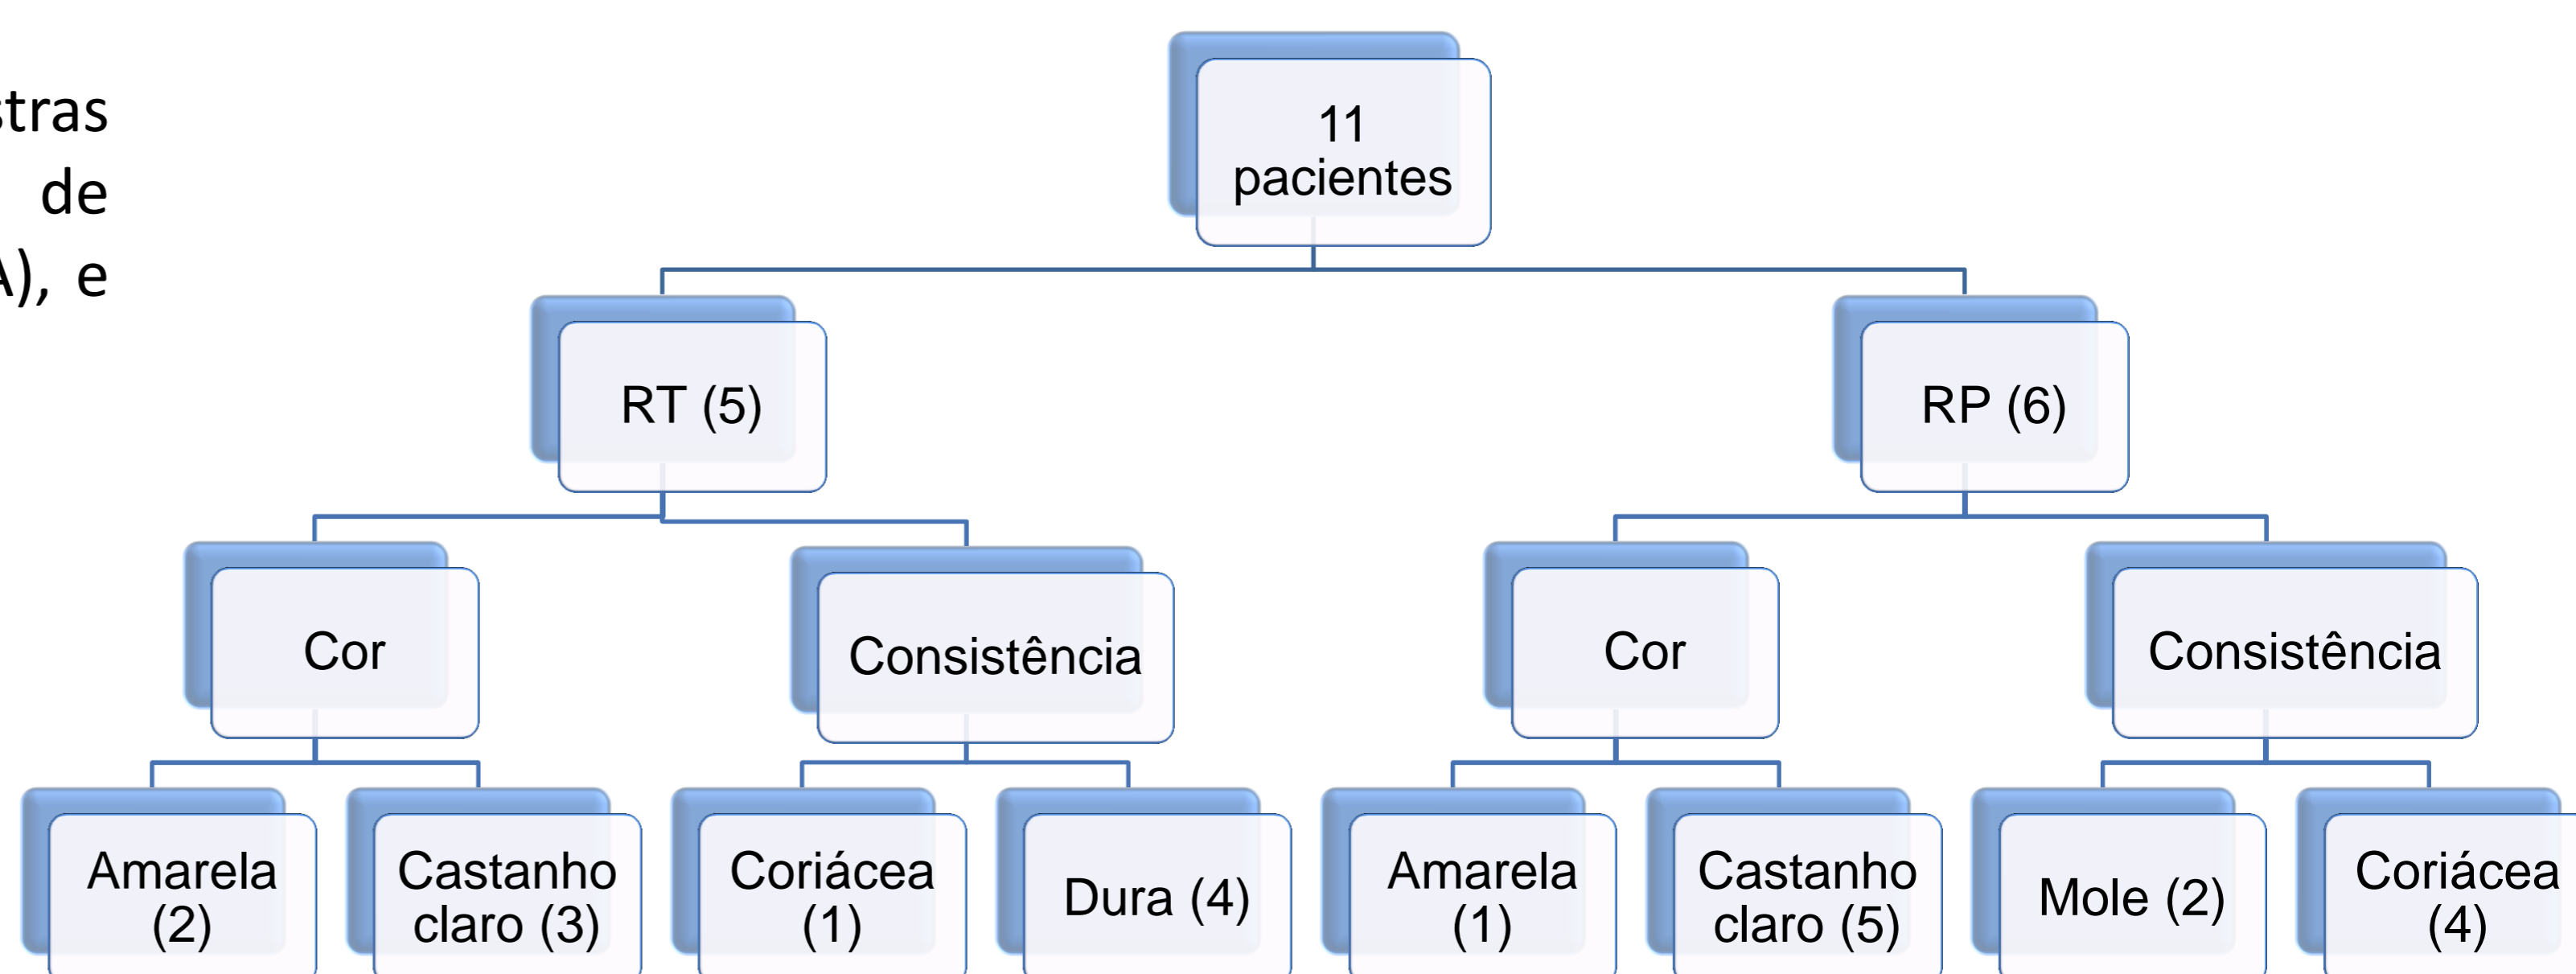 stras
de
A), e
11
pacientes
RT (5)
RP (6)
Cor
Consistência
Cor
Consistência
Amarela
(2)
Castanho
claro (3)
Coriácea
(1)
Dura (4)
Amarela
(1)
Castanho
claro (5)
Mole (2)
Coriácea
(4)